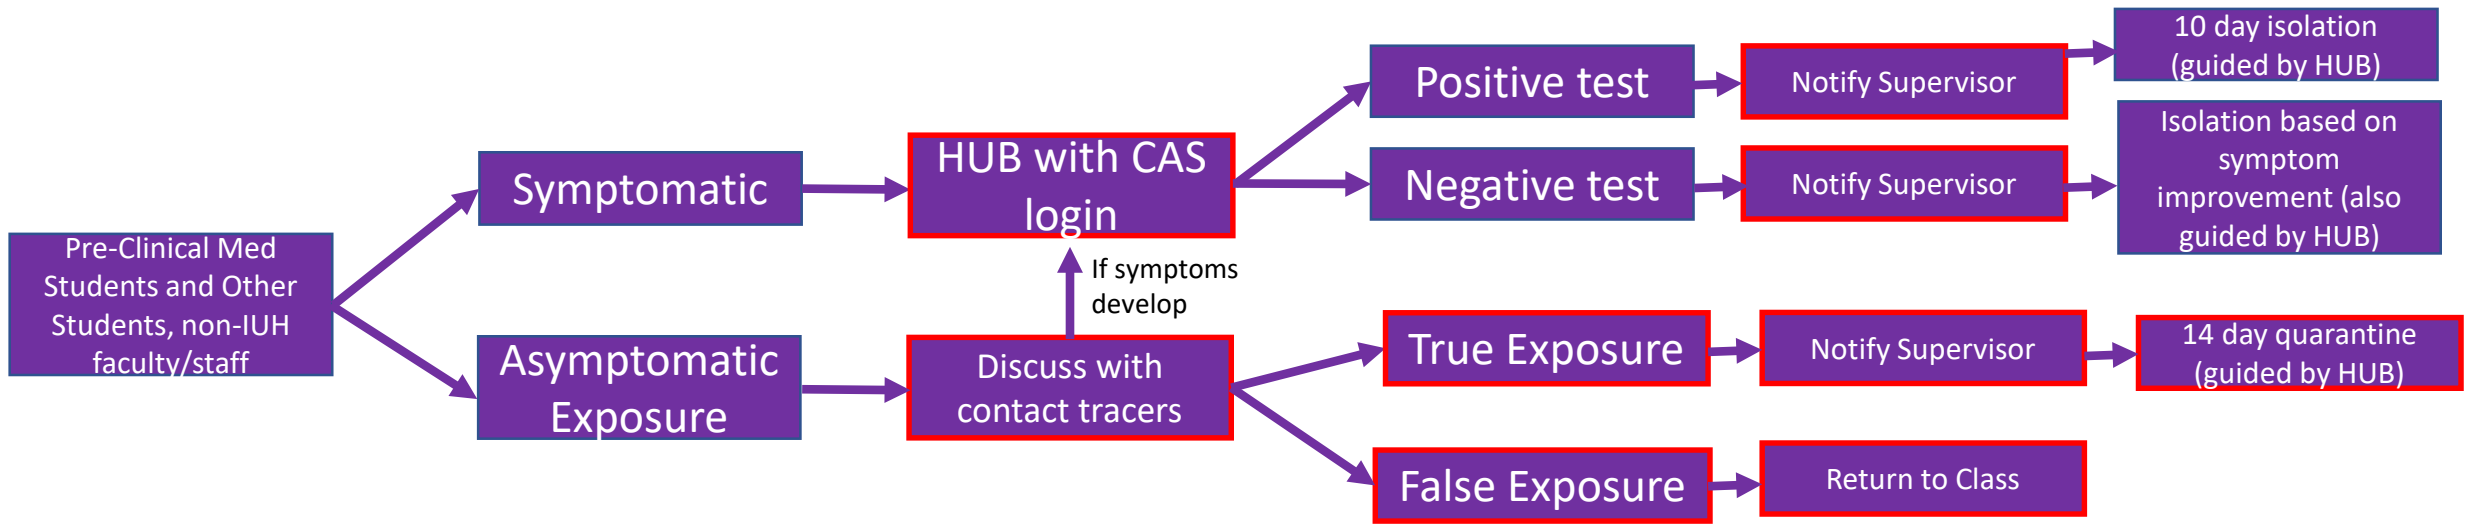 Pre-Clinical Med
Students and Other
Students, non-IUH
faculty/staff
Symptomatic
HUB with CAS
login
Positive test
Notify Supervisor
10 day isolation
(guided by HUB)
Negative test
Notify Supervisor
Isolation based on
symptom
improvement (also
guided by HUB)
If symptoms
develop
Asymptomatic
Exposure
Discuss with
contact tracers
True Exposure
Notify Supervisor
14 day quarantine
(guided by HUB)
False Exposure
Return to Class